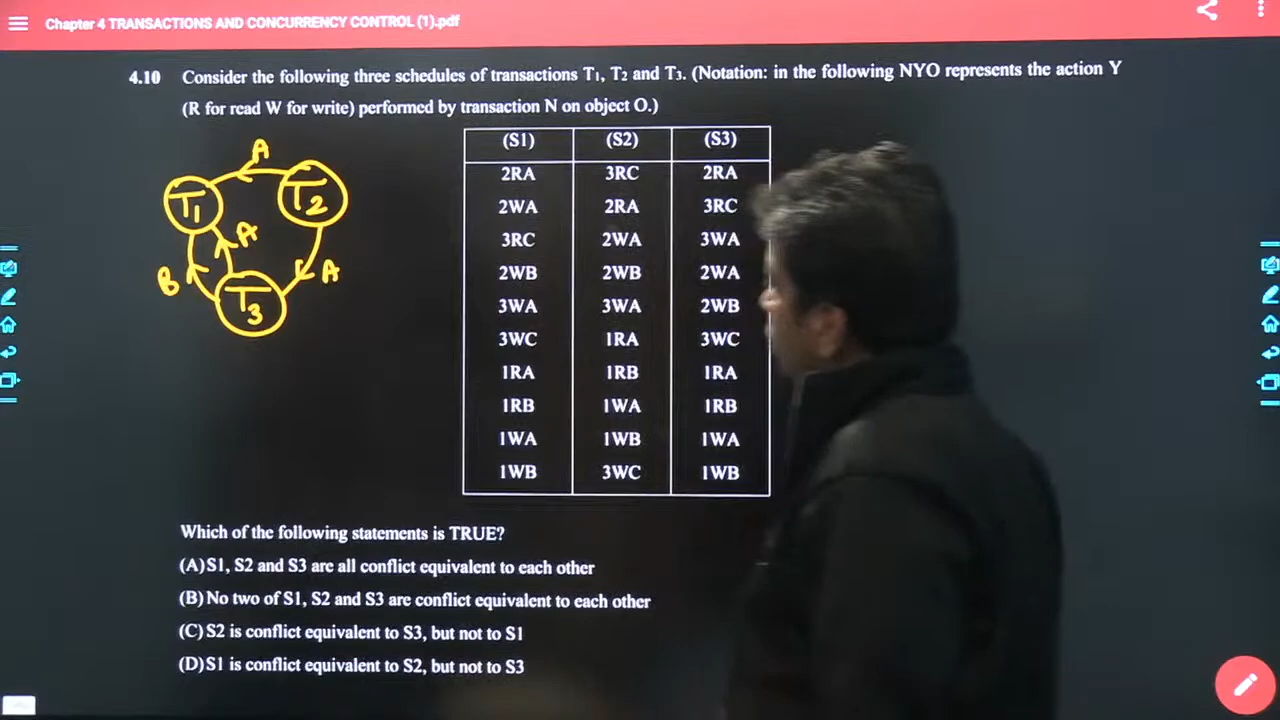 Chapter 4 TRANSACTIONS AND CONCURRENCY CONTROL (1).pdf
4.10 Consider the following three schedules of transactions T1, T2 and T3. (Notation: in the following NYO represents the action Y
(R for read W for write) performed by transaction N on object O.)
(S1) (S2) (S3)
2RA 3RC 2RA
2WA 2RA 3RC
3RC 2WA 3WA
2WB 2WB 2WA
3WA 3WA 2WB
3WC 1RA 3WC
1RA 1RB 1RA
1RB 1WA 1RB
1WA 1WB 1WA
1WB 3WC 1WB
A
T1 T2
A
B A
T3
Which of the following statements is TRUE?
(A) S1, S2 and S3 are all conflict equivalent to each other
(B) No two of S1, S2 and S3 are conflict equivalent to each other
(C) S2 is conflict equivalent to S3, but not to S1
(D) S1 is conflict equivalent to S2, but not to S3